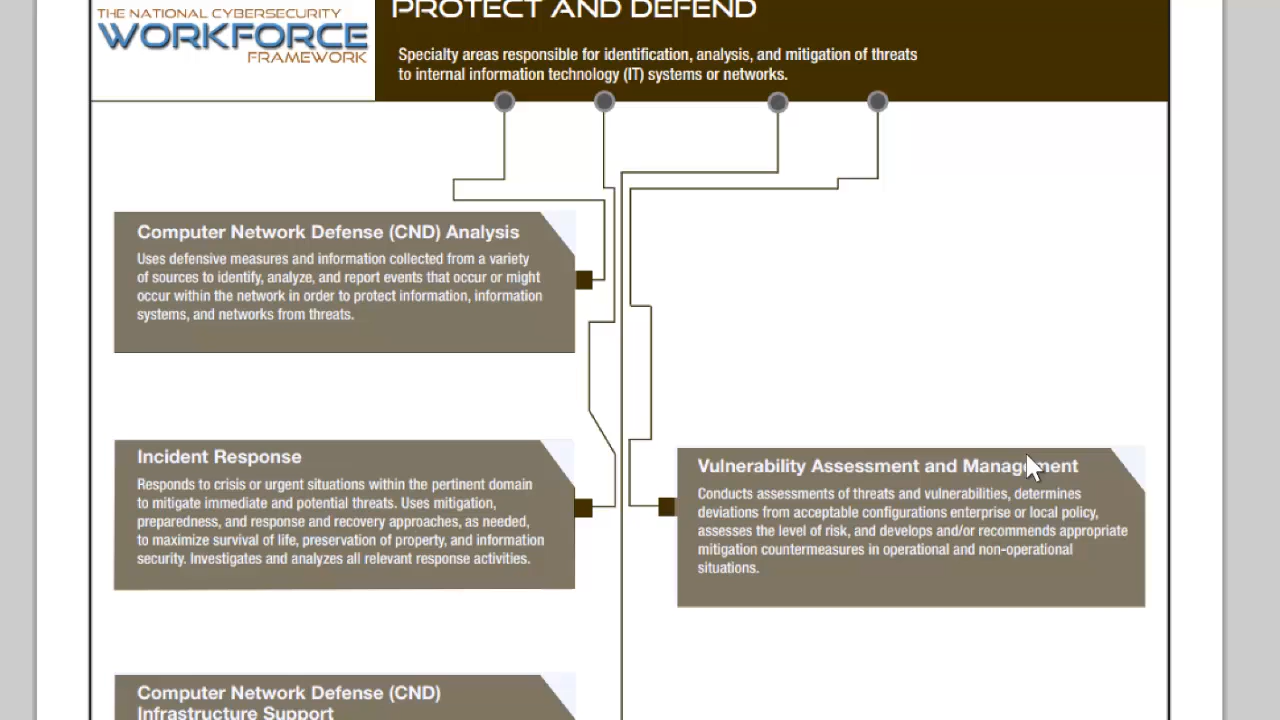 THE NATIONAL CYBERSECURITY
WORKFORCE
FRAMEWORK
PROTECT AND DEFEND
Specialty areas responsible for identification, analysis, and mitigation of threats
to internal information technology (IT) systems or networks.
Computer Network Defense (CND) Analysis
Uses defensive measures and information collected from a variety
of sources to identify, analyze, and report events that occur or might
occur within the network in order to protect information, information
systems, and networks from threats.
Incident Response
Responds to crisis or urgent situations within the pertinent domain
to mitigate immediate and potential threats. Uses mitigation,
preparedness, and response and recovery approaches, as needed,
to maximize survival of life, preservation of property, and information
security. Investigates and analyzes all relevant response activities.
Vulnerability Assessment and Management
Conducts assessments of threats and vulnerabilities, determines
deviations from acceptable configurations enterprise or local policy,
assesses the level of risk, and develops and/or recommends appropriate
mitigation countermeasures in operational and non-operational
situations.
Computer Network Defense (CND)
Infrastructure Support